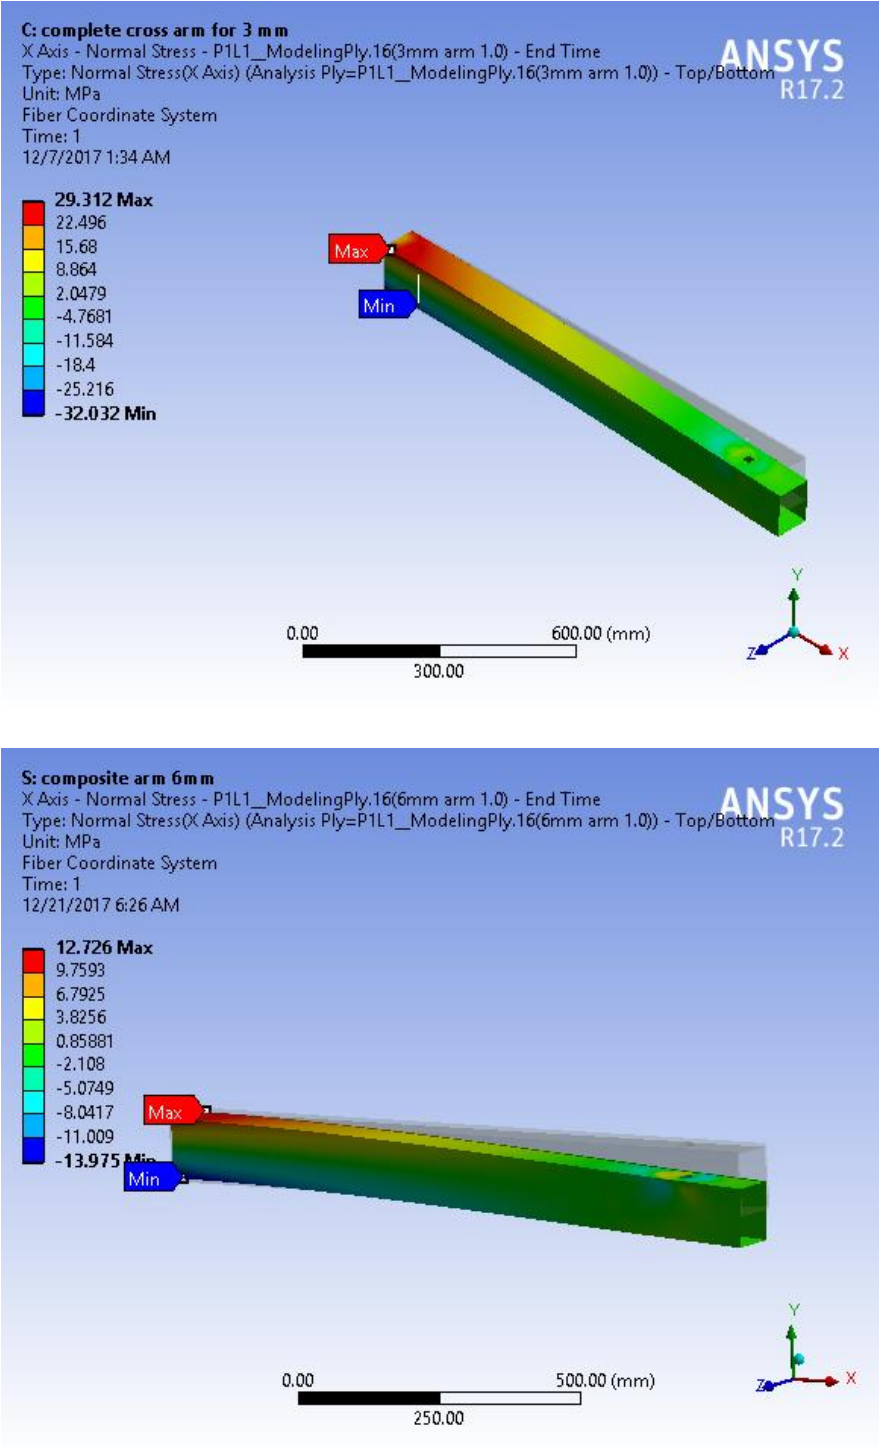 C: complete cross arm for 3 mm
X Axis - Normal Stress - P1L1__ModelingPly.16(3mm arm 1.0) - End Time
Type: Normal Stress(X Axis) (Analysis Ply=P1L1__ModelingPly.16(3mm arm 1.0)) - Top/Bottom
Unit: MPa
Fiber Coordinate System
Time: 1
12/7/2017 1:34 AM
ANSYS
R17.2
29.312 Max
22.496
15.68
8.864
2.0479
-4.7681
-11.584
-18.4
-25.216
-32.032 Min
Max
Min
0.00
600.00 (mm)
300.00
Y
Z
X
S: composite arm 6mm
X Axis - Normal Stress - P1L1__ModelingPly.16(6mm arm 1.0) - End Time
Type: Normal Stress(X Axis) (Analysis Ply=P1L1__ModelingPly.16(6mm arm 1.0)) - Top/Bottom
Unit: MPa
Fiber Coordinate System
Time: 1
12/21/2017 6:26 AM
ANSYS
R17.2
12.726 Max
9.7593
6.7925
3.8256
0.85881
-2.108
-5.0749
-8.0417
-11.009
-13.975 Min
Max
Min
0.00
500.00 (mm)
250.00
Y
Z
X